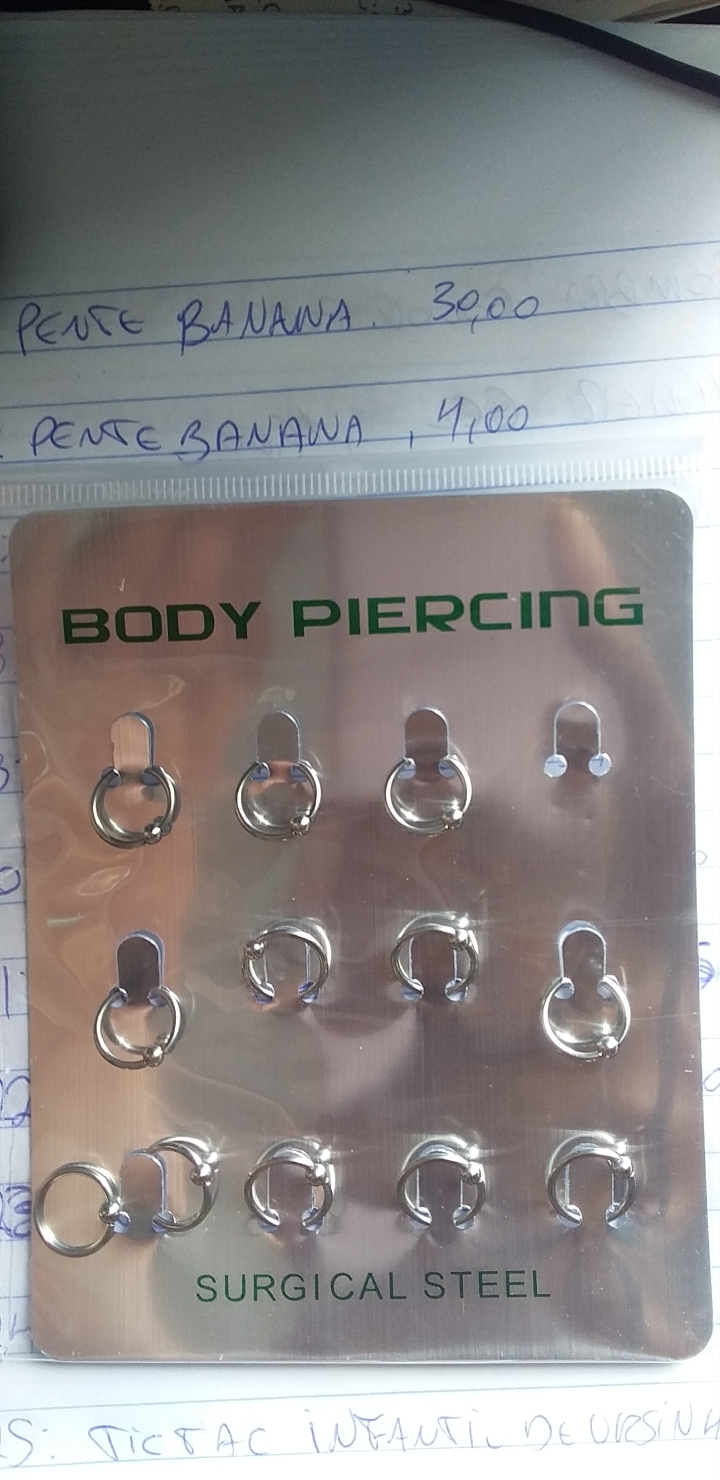 PENTE BANANA. 30,00
PENTE BANANA, 4,00
BODY PIERCING
SURGICAL STEEL
TIC TAC INFANTIL DE URSINH